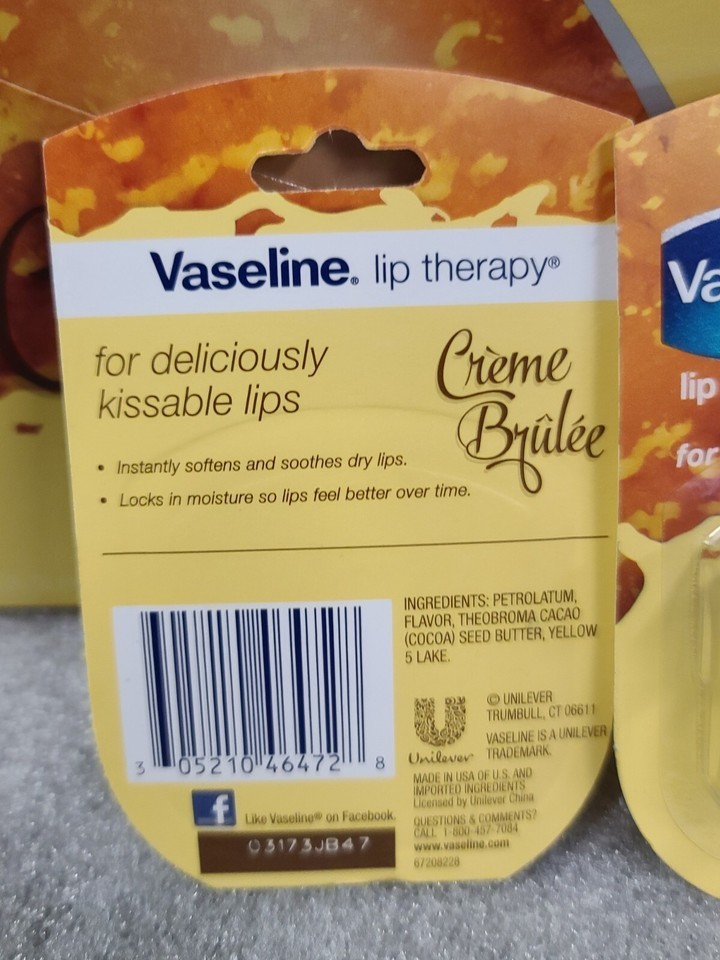 Vaseline® lip therapy®
for deliciously
kissable lips
Crème
Brûlée
• Instantly softens and soothes dry lips.
• Locks in moisture so lips feel better over time.
INGREDIENTS: PETROLATUM,
FLAVOR, THEOBROMA CACAO
(COCOA) SEED BUTTER, YELLOW
5 LAKE.
3 05210 46472 8
Unilever
© UNILEVER
TRUMBULL, CT 06611
VASELINE IS A UNILEVER
TRADEMARK.
MADE IN USA OF U.S. AND
IMPORTED INGREDIENTS
Licensed by Unilever China
QUESTIONS & COMMENTS?
CALL 1-800-457-7084
www.vaseline.com
67208228
f Like Vaseline® on Facebook.
03173JB47
Va
lip
for